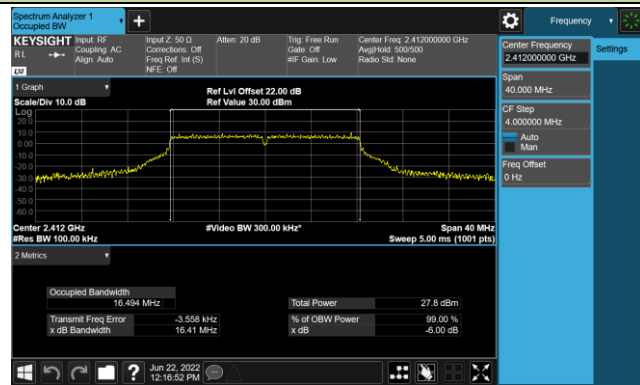 Spectrum Analyzer 1
Occupied BW
Frequency
KEYSIGHT
Input: RF
Coupling: AC
Align: Auto
Input Z: 50 Ω
Corrections: Off
Freq Ref: Int (S)
NFE: Off
Atten: 20 dB
Trig: Free Run
Gate: Off
#IF Gain: Low
Center Freq: 2.412000000 GHz
Avg|Hold: 500/500
Radio Std: None
RL
LXI
Center Frequency
2.412000000 GHz
Settings
Span
40.000 MHz
CF Step
4.000000 MHz
Auto
Man
Freq Offset
0 Hz
1 Graph
Scale/Div 10.0 dB
Ref Lvl Offset 22.00 dB
Ref Value 30.00 dBm
Log
20.0
10.0
0.00
-10.0
-20.0
-30.0
-40.0
-50.0
-60.0
Center 2.412 GHz
#Res BW 100.00 kHz
#Video BW 300.00 kHz*
Span 40 MHz
Sweep 5.00 ms (1001 pts)
2 Metrics
Occupied Bandwidth
16.494 MHz
Total Power 27.8 dBm
Transmit Freq Error -3.558 kHz
% of OBW Power 99.00 %
x dB Bandwidth 16.41 MHz
x dB -6.00 dB
Jun 22, 2022
12:16:52 PM